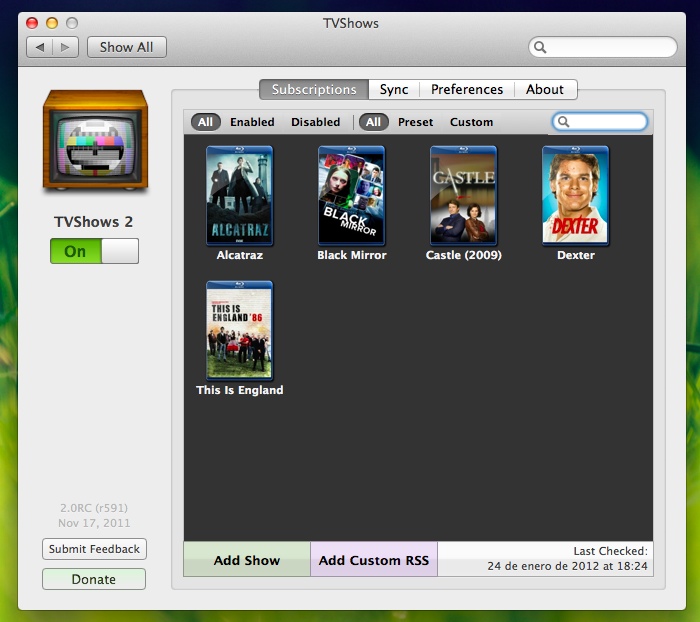 TVShows
Show All
Subscriptions Sync Preferences About
All Enabled Disabled All Preset Custom
TVShows 2
On
ALCATRAZ
BLACK MIRROR
CASTLE
DEXTER
Alcatraz Black Mirror Castle (2009) Dexter
THIS IS
ENGLAND '86
This Is England
2.0RC (r591)
Nov 17, 2011
Submit Feedback
Donate
Add Show Add Custom RSS
Last Checked:
24 de enero de 2012 at 18:24